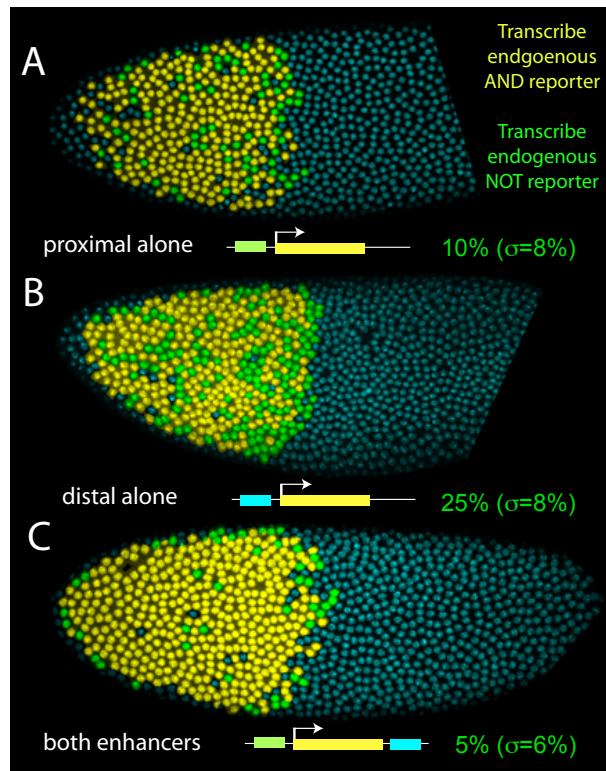 A
Transcribe
endgoenous
AND reporter
Transcribe
endogenous
NOT reporter
proximal alone
10% (σ=8%)
B
distal alone
25% (σ=8%)
C
both enhancers
5% (σ=6%)